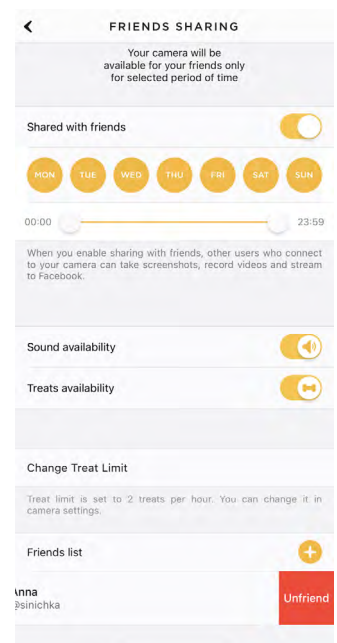 FRIENDS SHARING
Your camera will be
available for your friends only
for selected period of time
Shared with friends
MON TUE WED THU FRI SAT SUN
00:00 23:59
When you enable sharing with friends, other users who connect
to your camera can take screenshots, record videos and stream
to Facebook.
Sound availability
Treats availability
Change Treat Limit
Treat limit is set to 2 treats per hour. You can change it in
camera settings.
Friends list
Anna
@sinichka
Unfriend